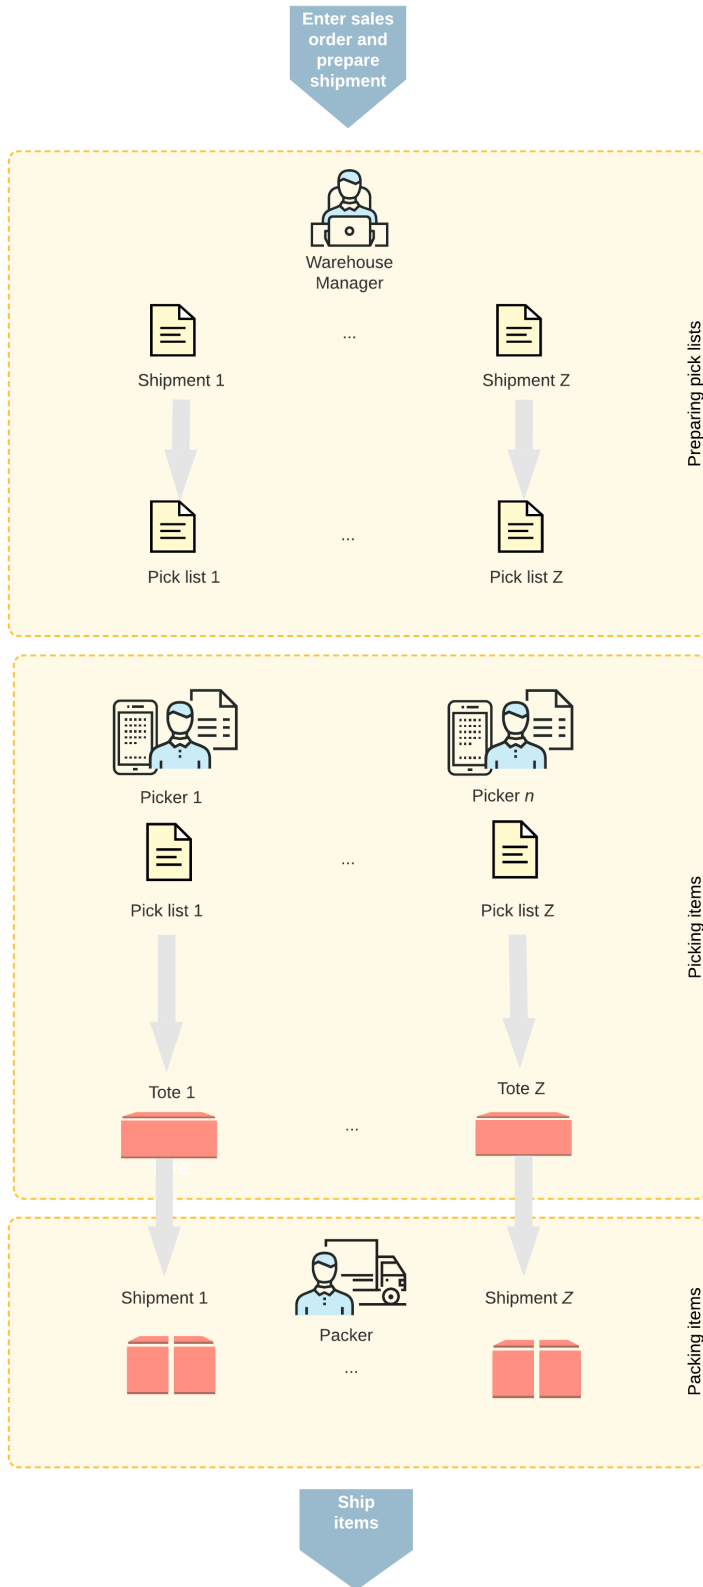 Enter sales
order and
prepare
shipment
Warehouse
Manager
...
Shipment 1
Shipment Z
Preparing pick lists
...
Pick list 1
Pick list Z
Picker 1
Picker n
...
Pick list 1
Pick list Z
Picking items
Tote 1
Tote Z
...
Shipment 1
Shipment Z
Packer
...
Packing items
Ship
items